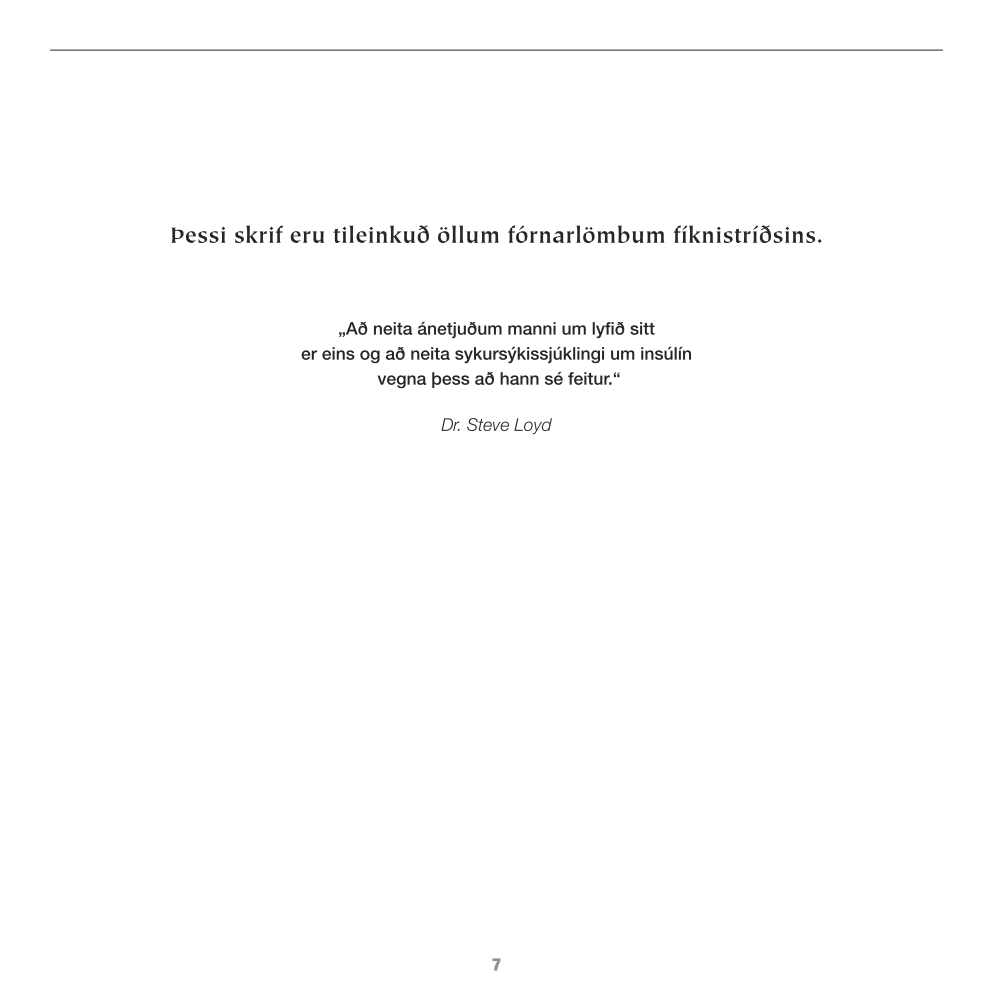 Þessi skrif eru tileinkuð öllum fórnarlömbum fíknistríðsins.
„Að neita ánetjuðum manni um lyfið sitt
er eins og að neita sykursýkissjúklingi um insúlín
vegna þess að hann sé feitur.“
Dr. Steve Loyd
7